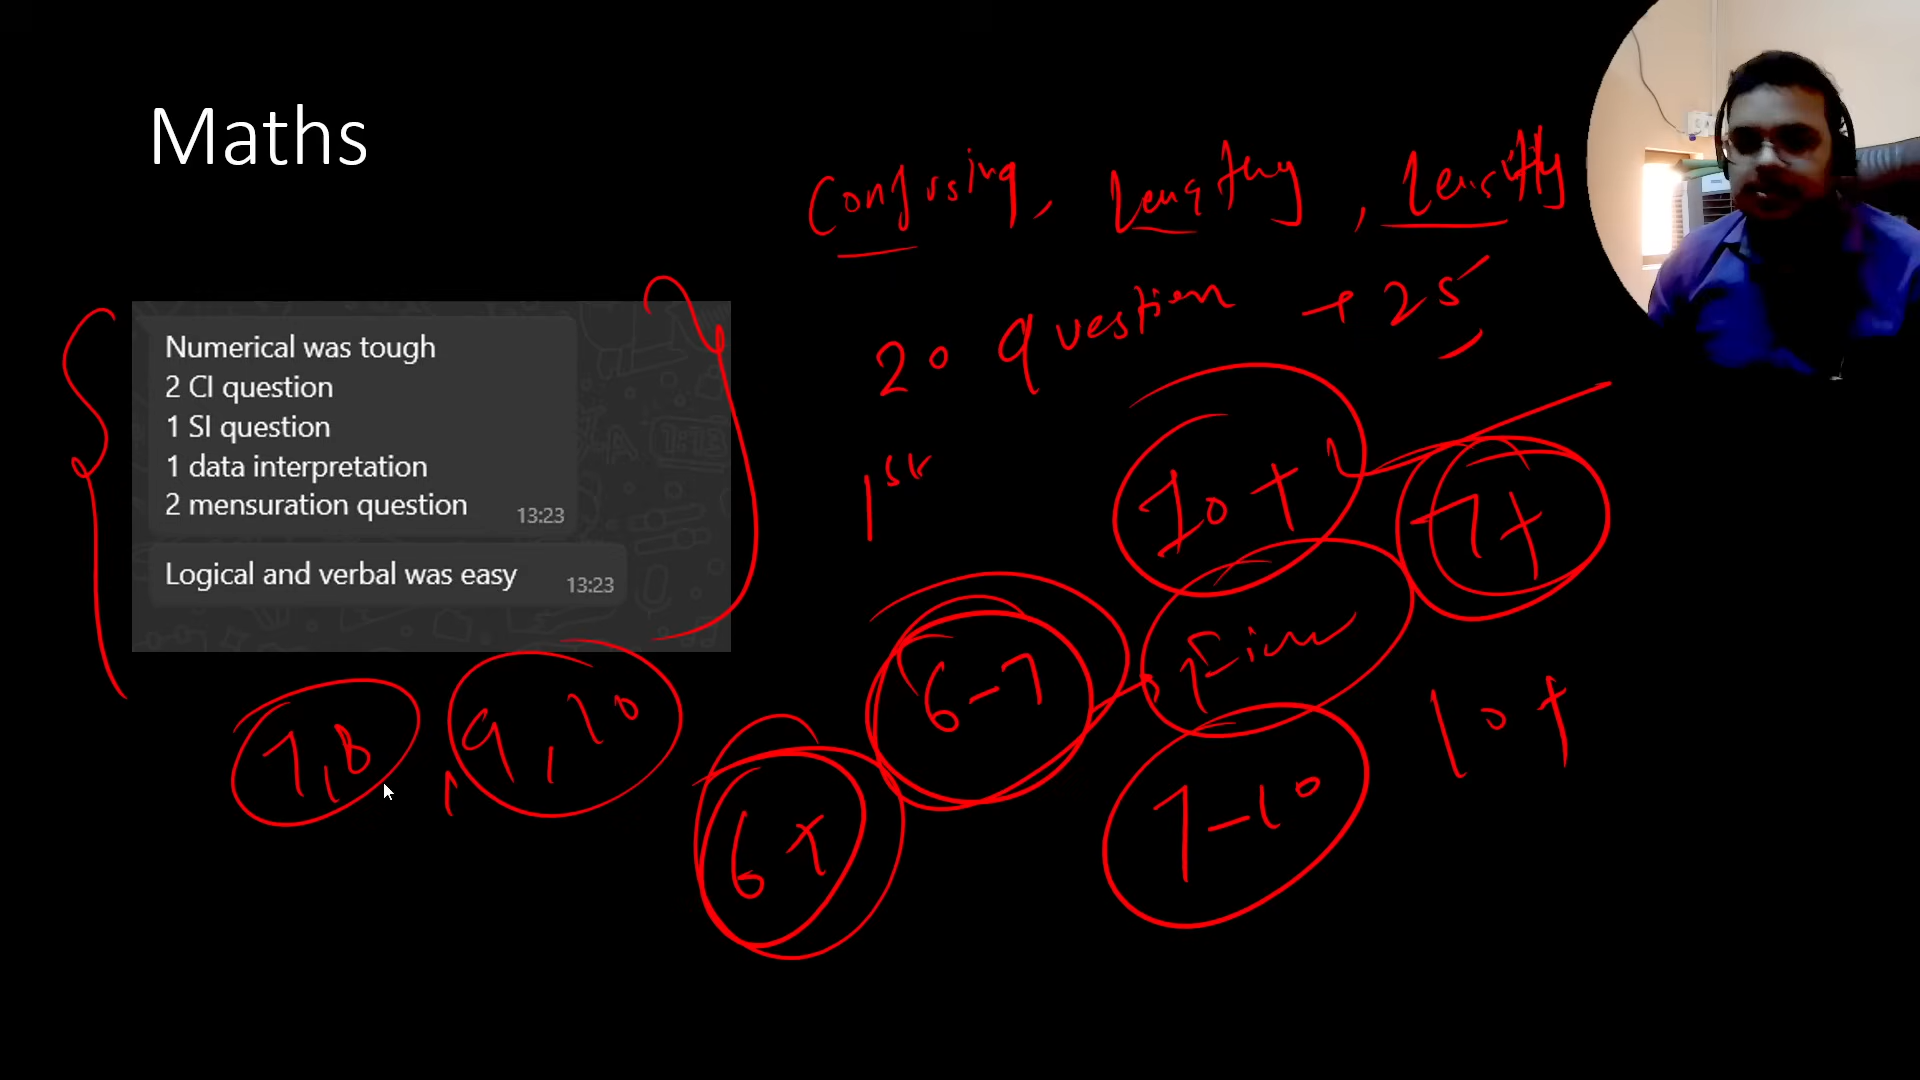 Maths
Confusing, Lengthy, Lengthy
20 question → 25
Numerical was tough
2 CI question
1 SI question
1 data interpretation
2 mensuration question 13:23
Logical and verbal was easy 13:23
1st
10+
7+
6-7
7,8, 9,10
10+
6+
7-10